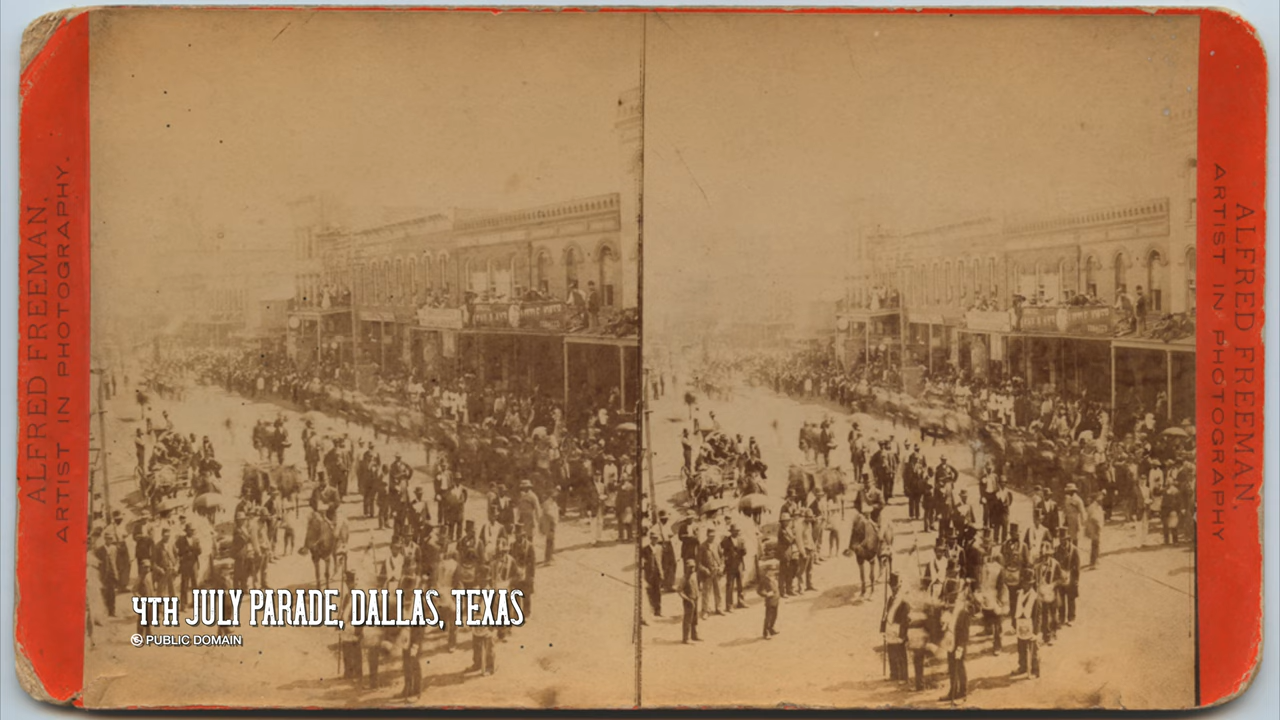 ALFRED FREEMAN,
ARTIST IN PHOTOGRAPHY.
4TH JULY PARADE, DALLAS, TEXAS
PUBLIC DOMAIN
ALFRED FREEMAN,
ARTIST IN PHOTOGRAPHY